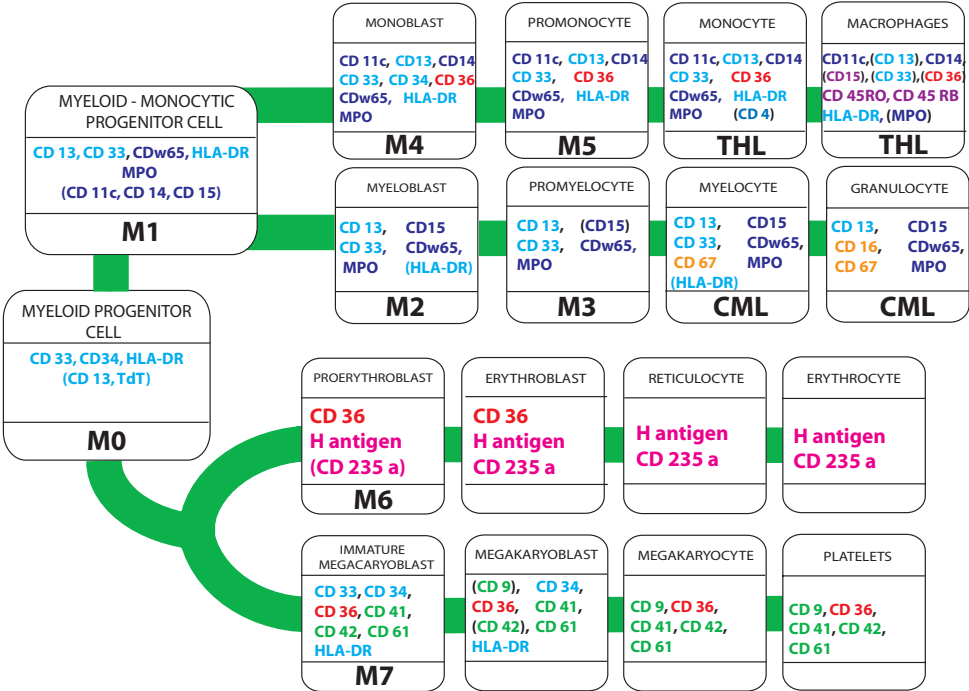 MONOBLAST
CD 11c, CD13, CD14
CD 33, CD 34, CD 36
CDw65, HLA-DR
MPO
M4
PROMONOCYTE
CD 11c, CD13, CD14
CD 33, CD 36
CDw65, HLA-DR
MPO
M5
MONOCYTE
CD 11c, CD13, CD14
CD 33, CD 36
CDw65, HLA-DR
MPO (CD 4)
THL
MACROPHAGES
CD11c,(CD 13), CD14,
(CD15), (CD 33), (CD 36)
CD 45RO, CD 45 RB
HLA-DR, (MPO)
THL
MYELOID - MONOCYTIC
PROGENITOR CELL
CD 13, CD 33, CDw65, HLA-DR
MPO
(CD 11c, CD 14, CD 15)
M1
MYELOBLAST
CD 13, CD15
CD 33, CDw65,
MPO (HLA-DR)
M2
PROMYELOCYTE
CD 13, (CD15)
CD 33, CDw65,
MPO
M3
MYELOCYTE
CD 13, CD15
CD 33, CDw65,
CD 67 MPO
(HLA-DR)
CML
GRANULOCYTE
CD 13, CD15
CD 16, CDw65,
CD 67 MPO
CML
MYELOID PROGENITOR
CELL
CD 33, CD34, HLA-DR
(CD 13, TdT)
M0
PROERYTHROBLAST
CD 36
H antigen
(CD 235 a)
M6
ERYTHROBLAST
CD 36
H antigen
CD 235 a
RETICULOCYTE
H antigen
CD 235 a
ERYTHROCYTE
H antigen
CD 235 a
IMMATURE
MEGACARYOBLAST
CD 33, CD 34,
CD 36, CD 41,
CD 42, CD 61
HLA-DR
M7
MEGAKARYOBLAST
(CD 9), CD 34,
CD 36, CD 41,
(CD 42), CD 61
HLA-DR
MEGAKARYOCYTE
CD 9, CD 36,
CD 41, CD 42,
CD 61
PLATELETS
CD 9, CD 36,
CD 41, CD 42,
CD 61